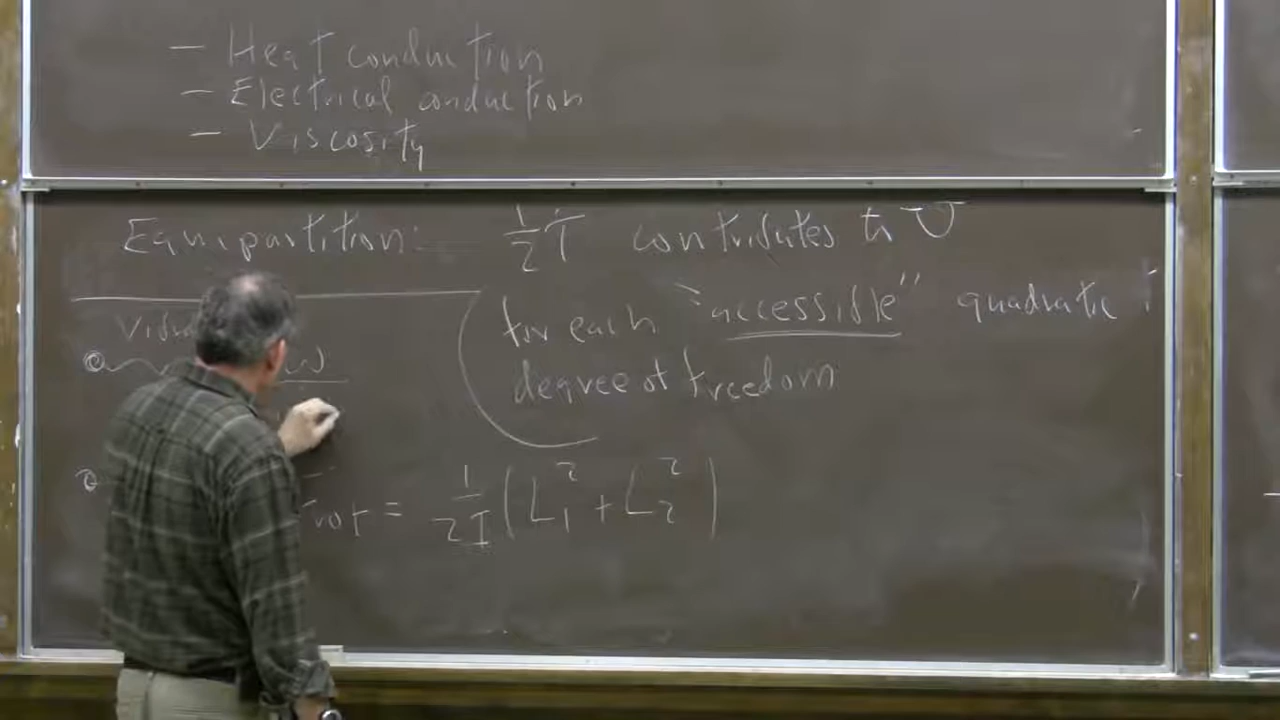 - Heat conduction
- Electrical conduction
- Viscosity
Equipartition: ½T contributes to U
for each "accessible" quadratic
degree of freedom
ω
rot = 1/2I (L₁² + L₂²)